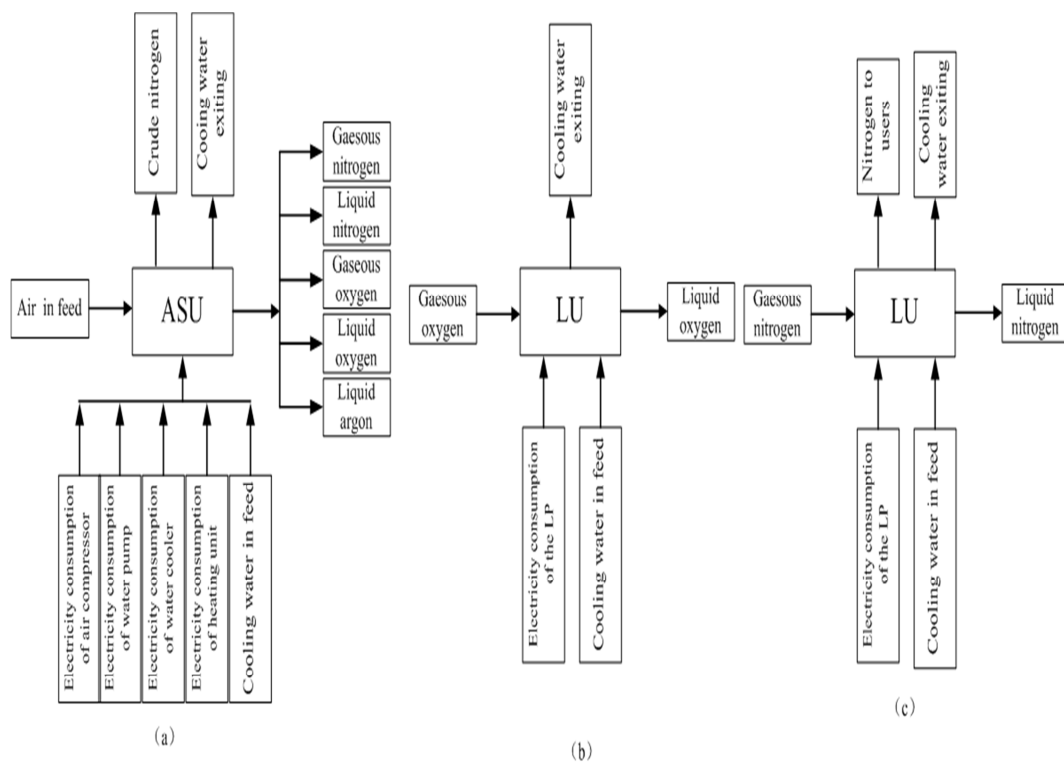 Crude nitrogen
Cooing water
exiting
Air in feed
ASU
Gaesous
nitrogen
Liquid
nitrogen
Gaseous
oxygen
Liquid
oxygen
Liquid
argon
Electricity consumption
of air compressor
Electricity consumption
of water pump
Electricity consumption
of water cooler
Electricity consumption
of heating unit
Cooling water in feed
(a)
Cooling water
exiting
Gaesous
oxygen
LU
Liquid
oxygen
Electricity consumption
of the LP
Cooling water in feed
(b)
Nitrogen to
users
Cooling
water exiting
Gaesous
nitrogen
LU
Liquid
nitrogen
Electricity consumption
of the LP
Cooling water in feed
(c)